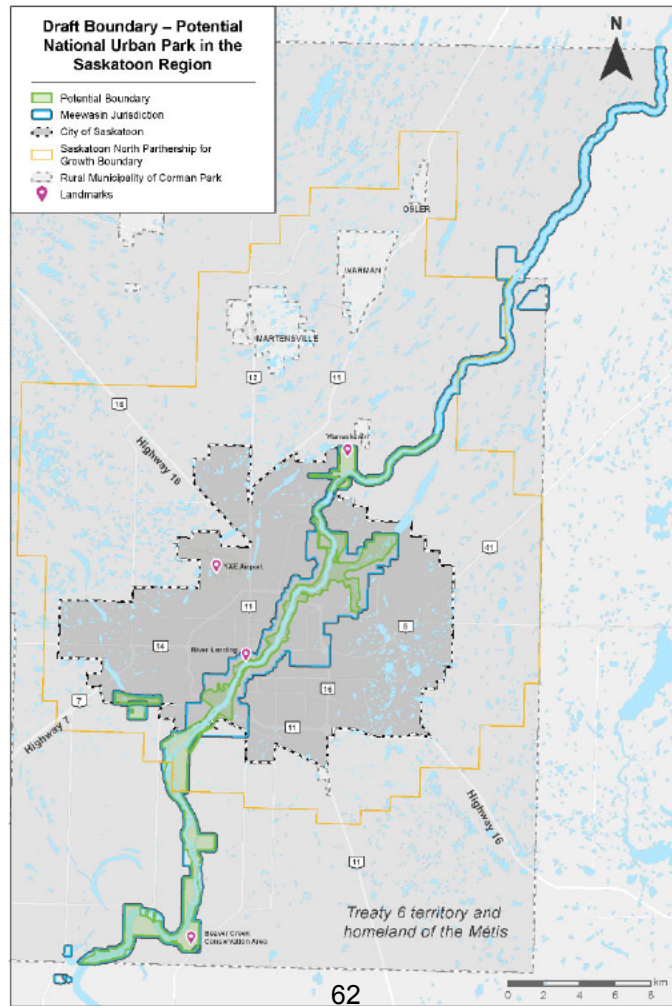 Draft Boundary – Potential
National Urban Park in the
Saskatoon Region
Potential Boundary
Meewasin Jurisdiction
City of Saskatoon
Saskatoon North Partnership for
Growth Boundary
Rural Municipality of Corman Park
Landmarks
N
OSLER
WARMAN
MARTENSVILLE
12
11
16
Highway 16
Wanuskewin
41
YXE Airport
11
5
14
River Landing
16
7
Highway 7
11
Highway 16
11
Treaty 6 territory and
homeland of the Métis
Beaver Creek
Conservation Area
0 2 4 6 8 km
62